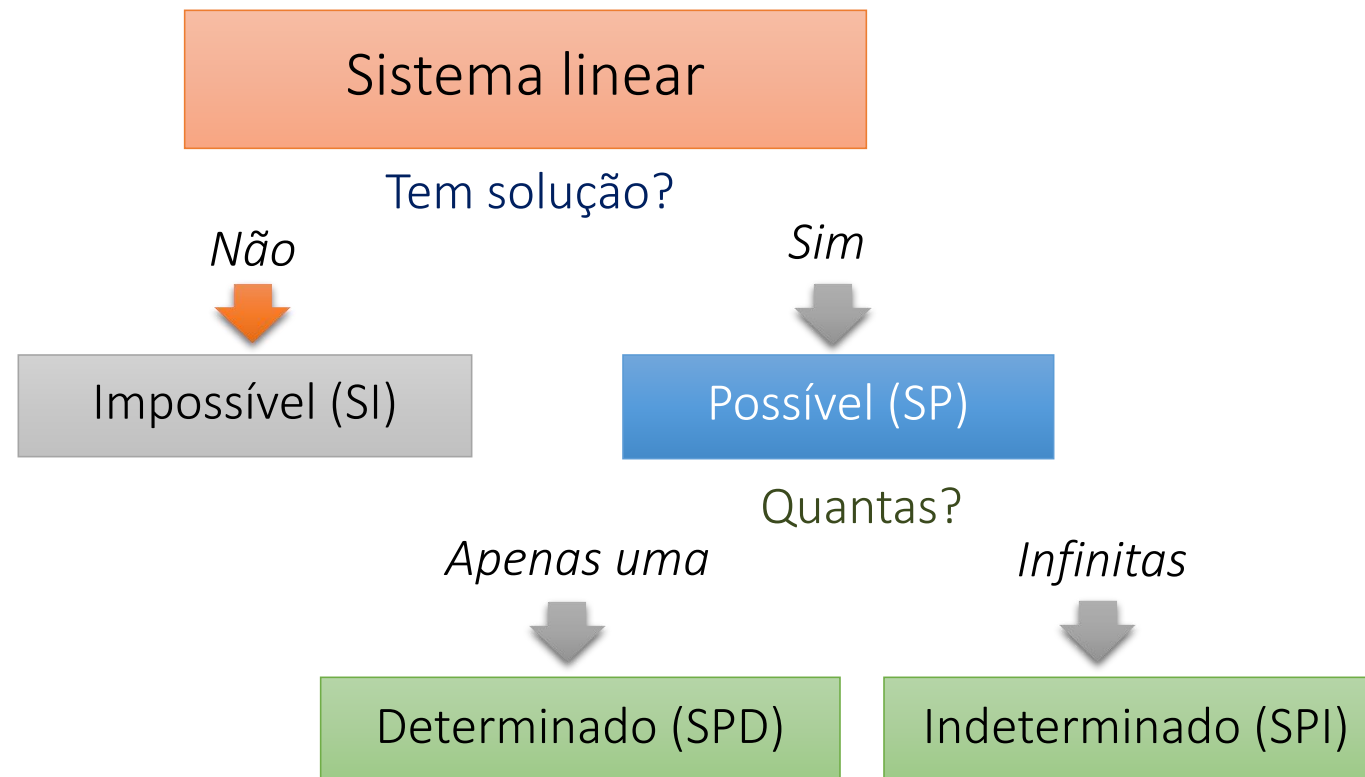 Sistema linear
Tem solução?
Não
Sim
Impossível (SI)
Possível (SP)
Quantas?
Apenas uma
Infinitas
Determinado (SPD)
Indeterminado (SPI)